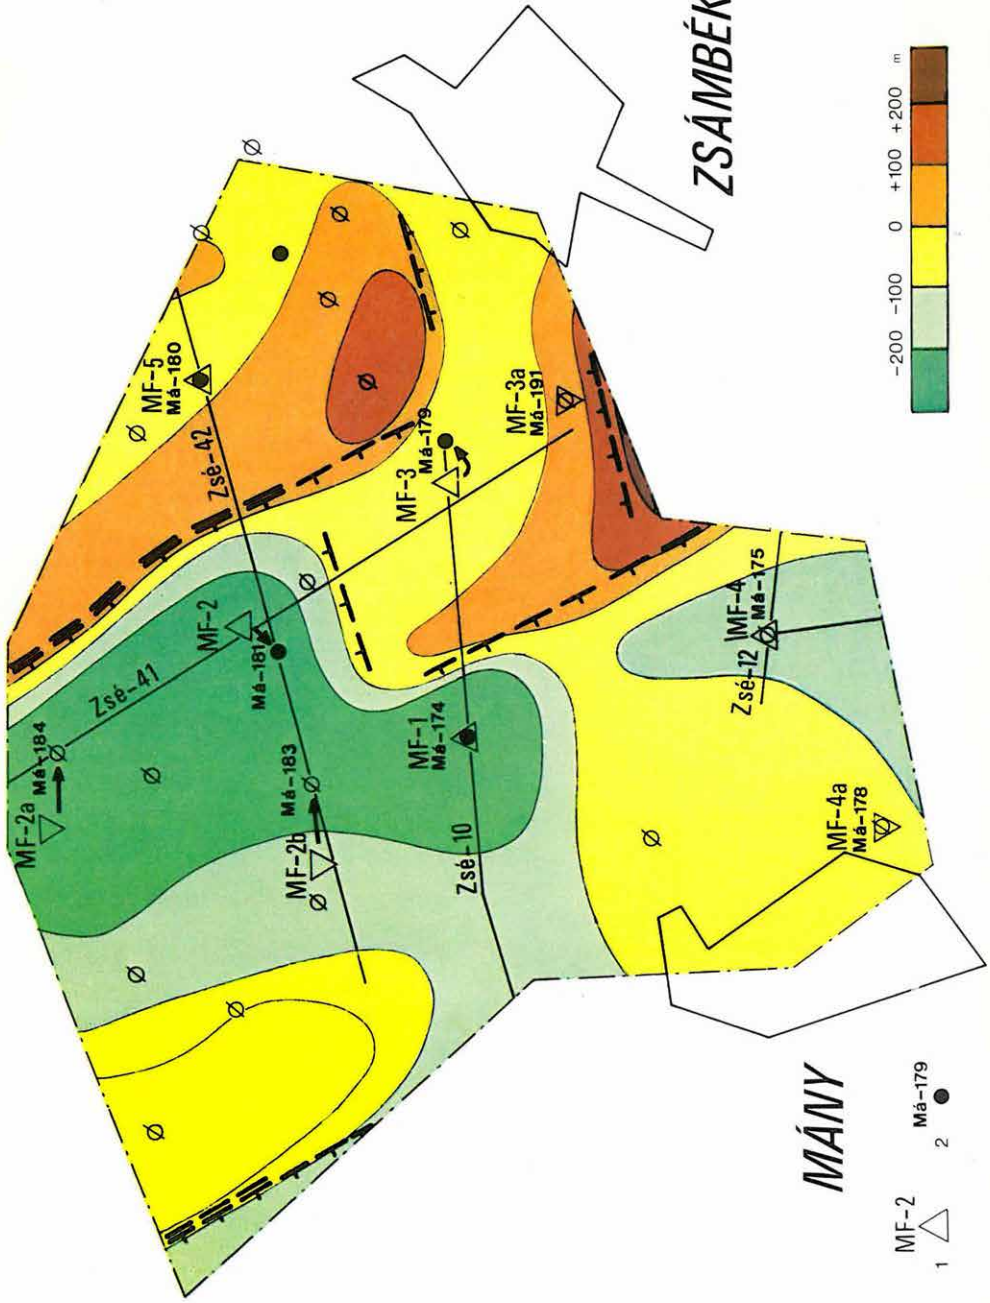 ZSÁMBÉK
MF-5
Má-180
Zsé-42
MF-3a
Má-191
MF-3
Má-179
MF-2
Má-181
Zsé-41
MF-2a
Má-184
Má-183
MF-2b
MF-1
Má-174
Zsé-10
MF-4
Má-175
Zsé-12
MF-4a
Má-178
MÁNY
-200 -100 0 +100 +200 m
MF-2
1
Má-179
2